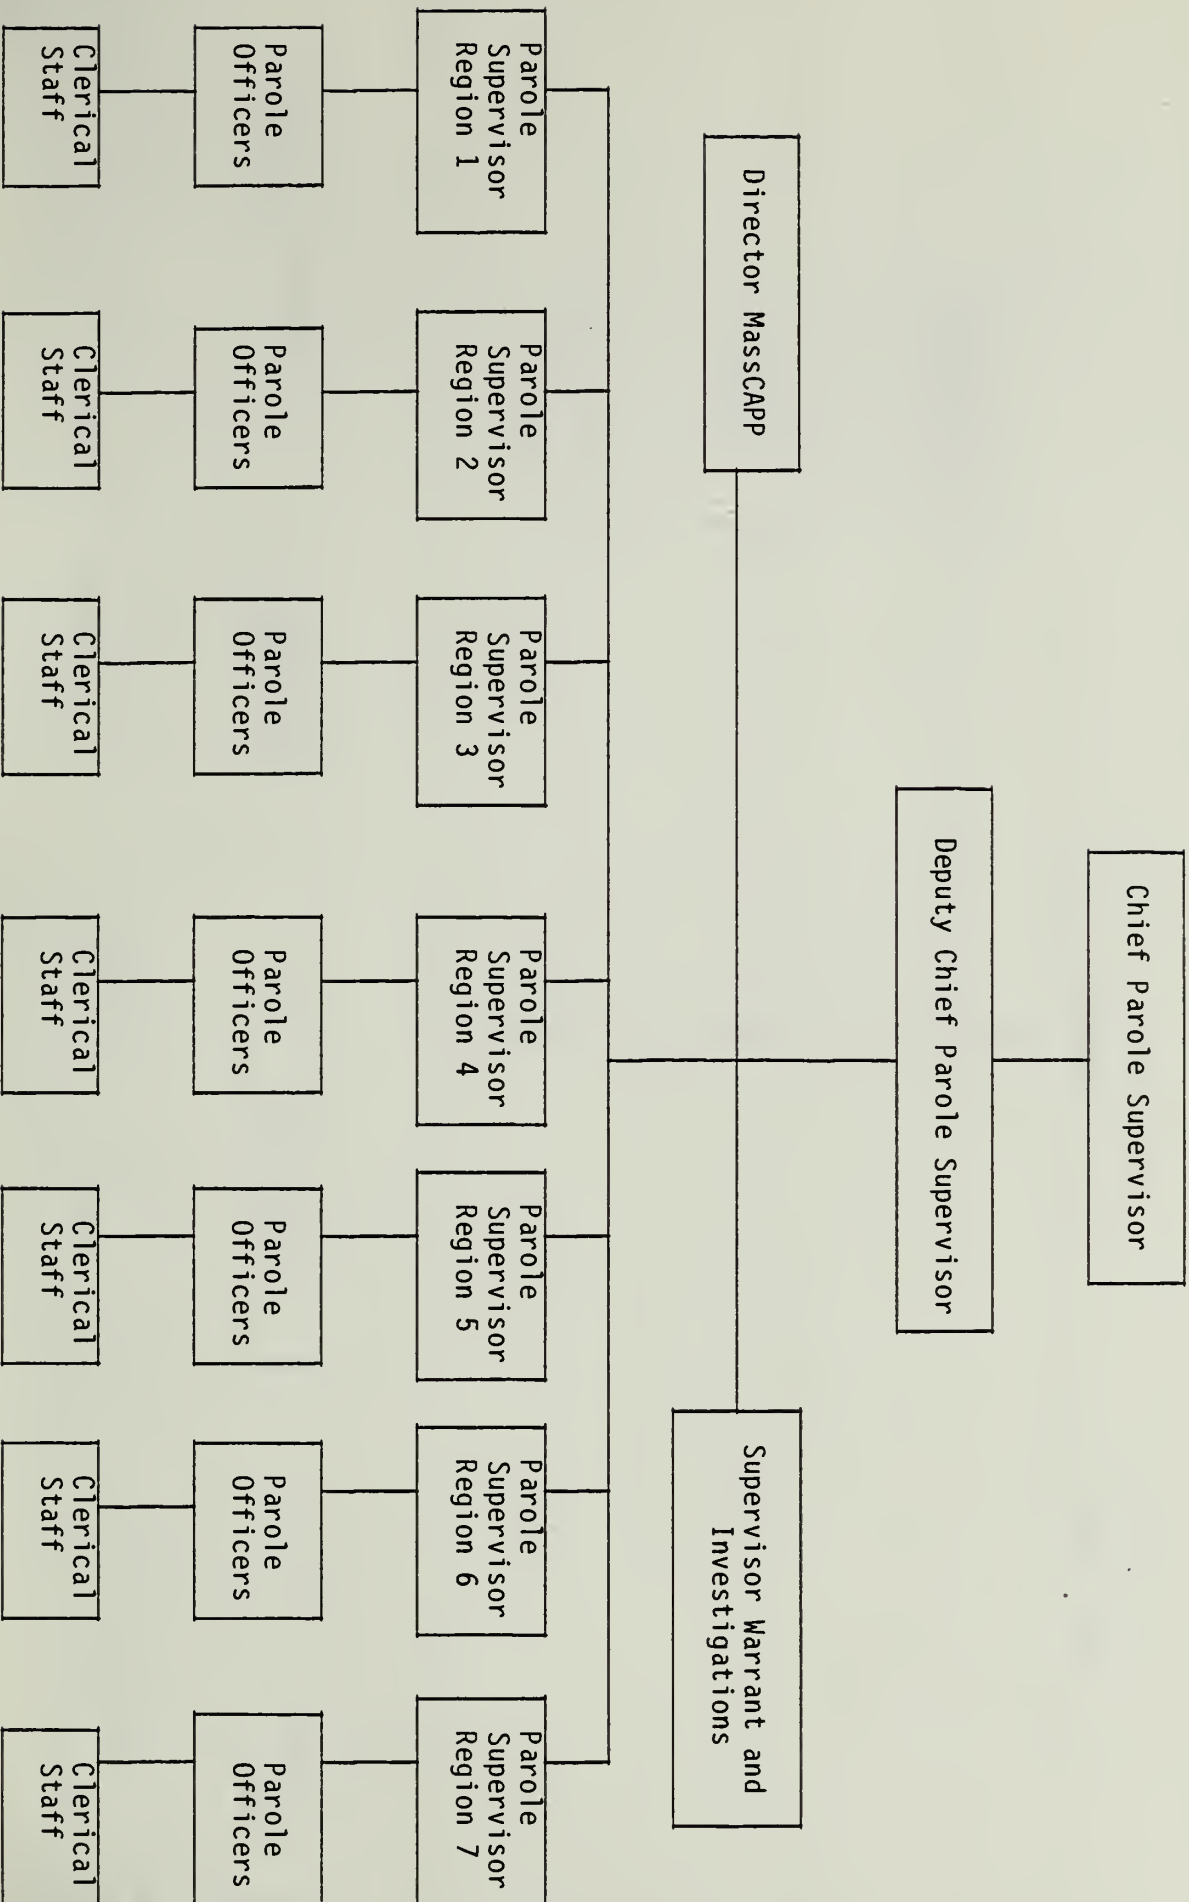 Chief Parole Supervisor
Deputy Chief Parole Supervisor
Director MassCAPP
Supervisor Warrant and
Investigations
Parole
Supervisor
Region 1
Parole
Supervisor
Region 2
Parole
Supervisor
Region 3
Parole
Supervisor
Region 4
Parole
Supervisor
Region 5
Parole
Supervisor
Region 6
Parole
Supervisor
Region 7
Parole
Officers
Parole
Officers
Parole
Officers
Parole
Officers
Parole
Officers
Parole
Officers
Parole
Officers
Clerical
Staff
Clerical
Staff
Clerical
Staff
Clerical
Staff
Clerical
Staff
Clerical
Staff
Clerical
Staff